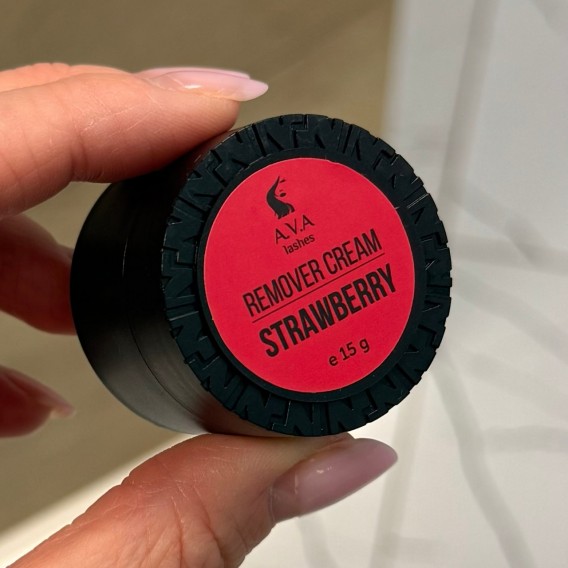 A.V.A
lashes
REMOVER CREAM
STRAWBERRY
e 15 g